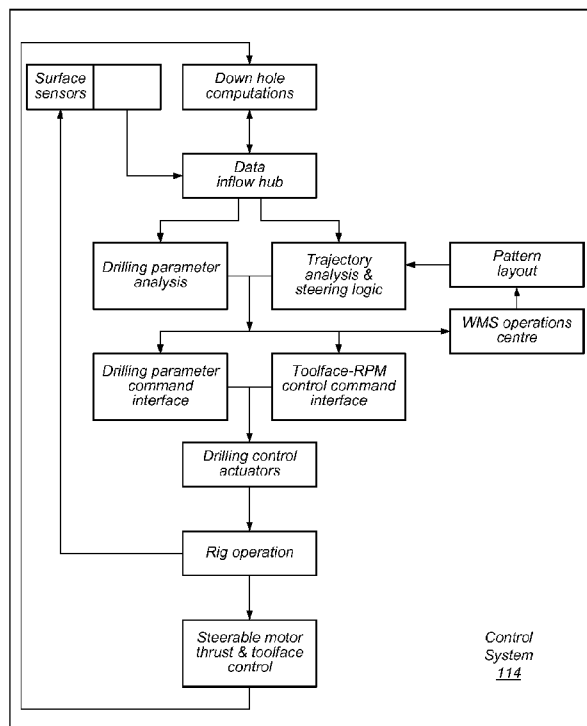 Surface
sensors
Down hole
computations
Data
inflow hub
Drilling parameter
analysis
Trajectory
analysis &
steering logic
Pattern
layout
WMS operations
centre
Drilling parameter
command
interface
Toolface-RPM
control command
interface
Drilling control
actuators
Rig operation
Steerable motor
thrust & toolface
control
Control
System
114